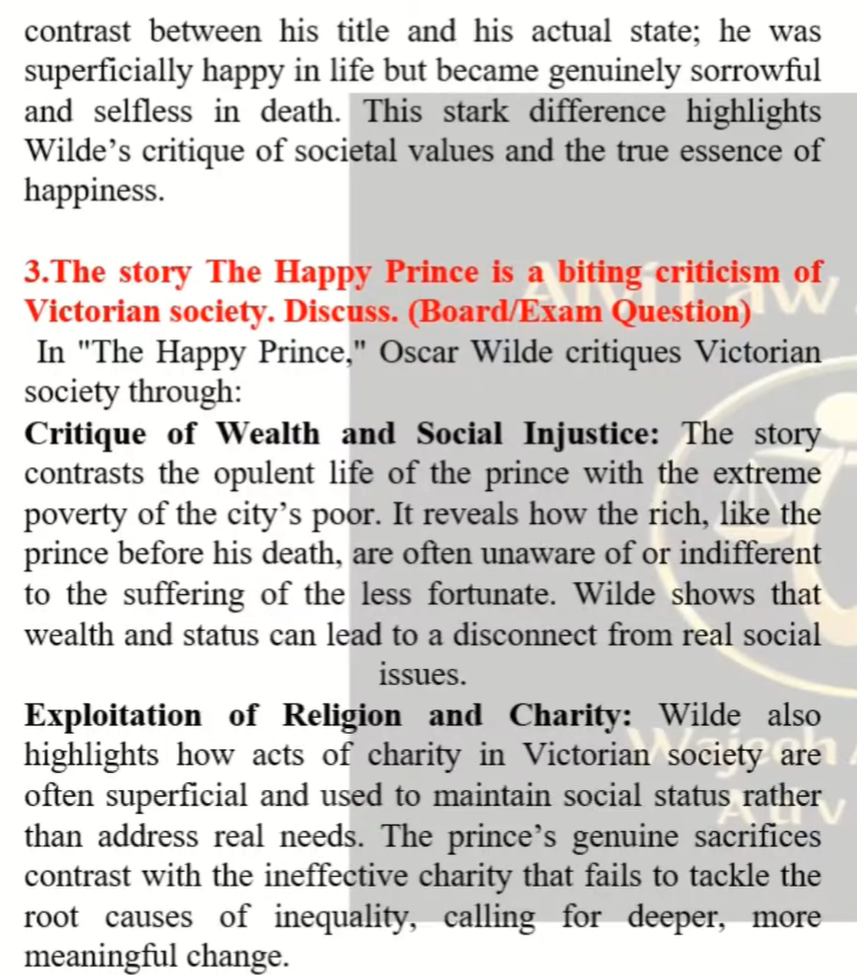 contrast between his title and his actual state; he was
superficially happy in life but became genuinely sorrowful
and selfless in death. This stark difference highlights
Wilde’s critique of societal values and the true essence of
happiness.
3.The story The Happy Prince is a biting criticism of
Victorian society. Discuss. (Board/Exam Question)
In "The Happy Prince," Oscar Wilde critiques Victorian
society through:
Critique of Wealth and Social Injustice: The story
contrasts the opulent life of the prince with the extreme
poverty of the city’s poor. It reveals how the rich, like the
prince before his death, are often unaware of or indifferent
to the suffering of the less fortunate. Wilde shows that
wealth and status can lead to a disconnect from real social
issues.
Exploitation of Religion and Charity: Wilde also
highlights how acts of charity in Victorian society are
often superficial and used to maintain social status rather
than address real needs. The prince’s genuine sacrifices
contrast with the ineffective charity that fails to tackle the
root causes of inequality, calling for deeper, more
meaningful change.